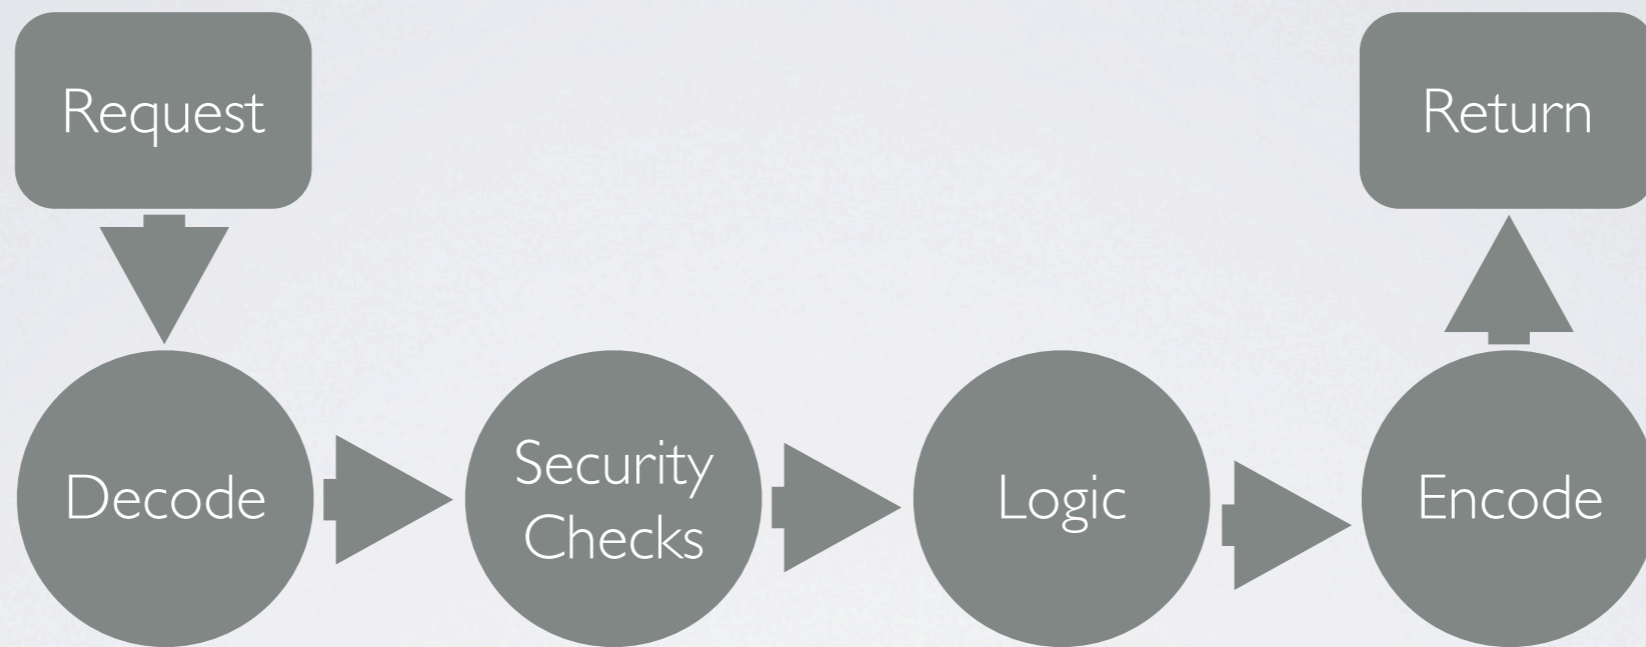 Request
Return
Decode
Security
Checks
Logic
Encode